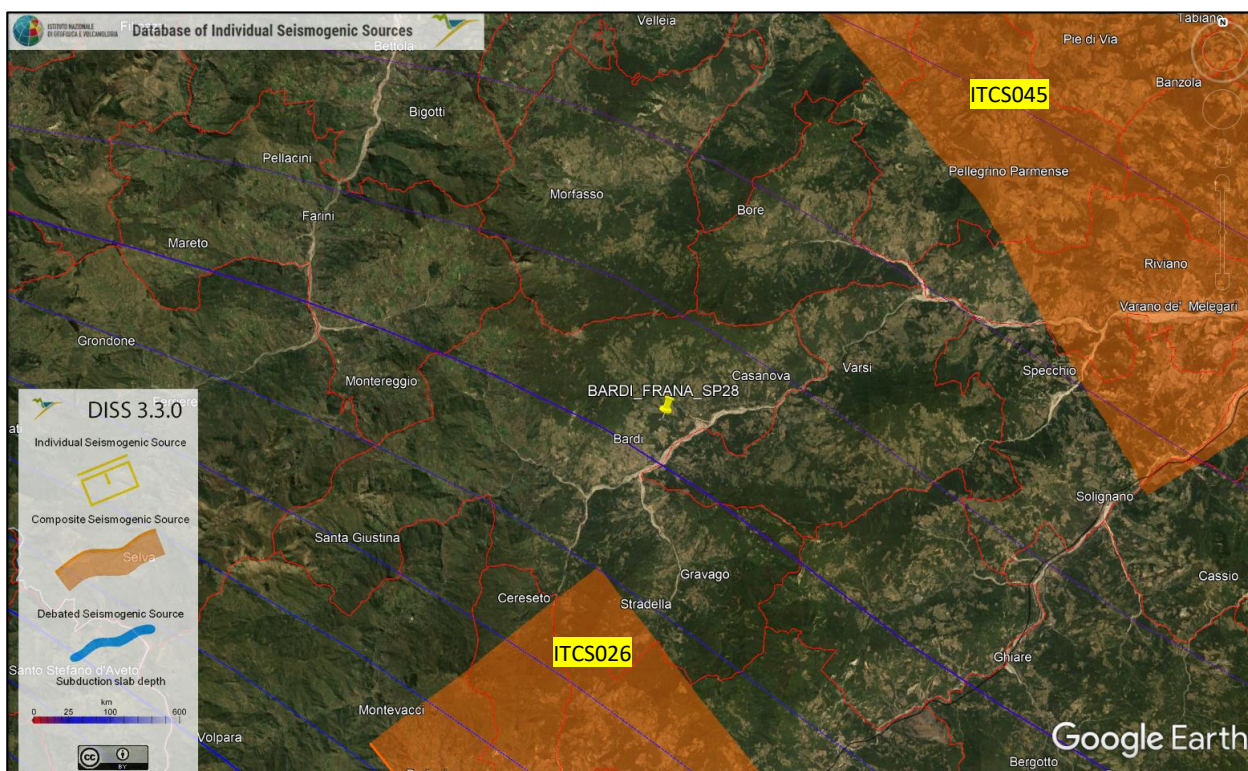 ISTITUTO NAZIONALE
DI GEOFISICA E VULCANOLOGIA
Database of Individual Seismogenic Sources
Velleia
Tabiano
N
Pie di Via
Bettola
Banzola
ITCS045
Bigotti
Pellacini
Pellegrino Parmense
Morfasso
Bore
Farini
Mareto
Riviano
Varano de' Melegari
Grondone
Casanova
Varsi
Specchio
Montereggio
BARDI_FRANA_SP28
Bardi
DISS 3.3.0
Individual Seismogenic Source
Composite Seismogenic Source
Selva
Debated Seismogenic Source
Santo Stefano d'Aveto
Subduction slab depth
km
0 25 100 600
CC BY
Solignano
Santa Giustina
Cassio
Gravago
Cereseto
Stradella
ITCS026
Ghiare
Montevacci
Volpara
Google Earth
Bergotto